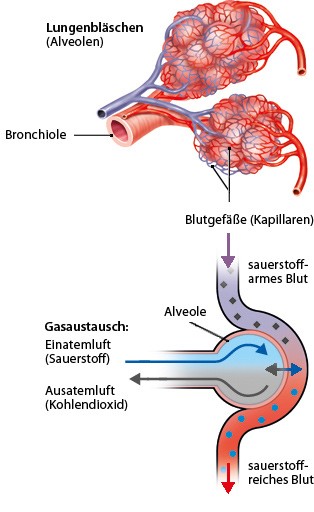 Lungenbläschen
(Alveolen)
Bronchiole
Blutgefäße (Kapillaren)
sauerstoff-
armes Blut
Alveole
Gasaustausch:
Einatemluft
(Sauerstoff)
Ausatemluft
(Kohlendioxid)
sauerstoff-
reiches Blut